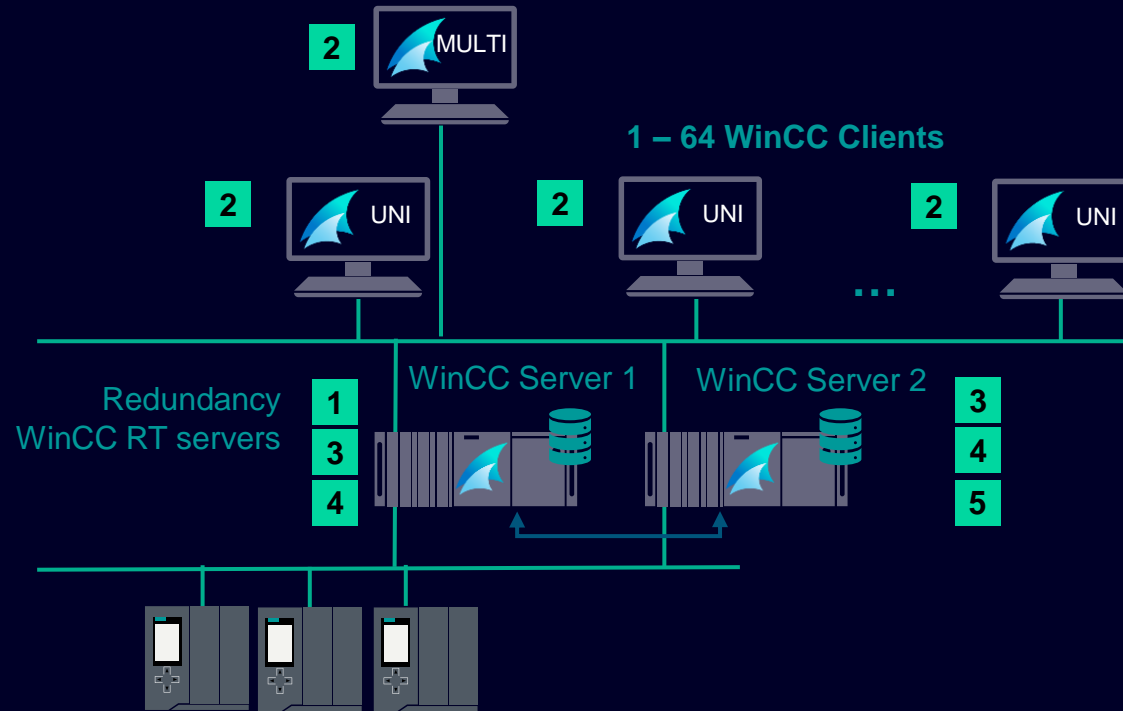 2
MULTI
1 – 64 WinCC Clients
2
UNI
2
UNI
2
UNI
...
Redundancy
WinCC RT servers
1
3
4
WinCC Server 1
WinCC Server 2
3
4
5